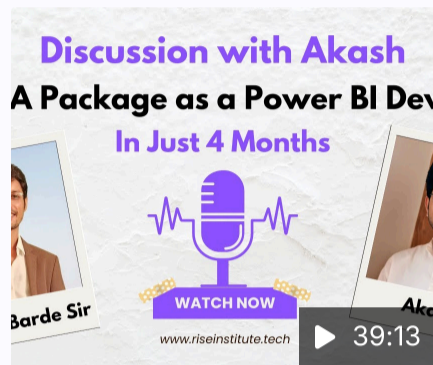 Discussion with Akash
A Package as a Power BI Dev
In Just 4 Months
Barde Sir
Aka
WATCH NOW
www.riseinstitute.tech
39:13